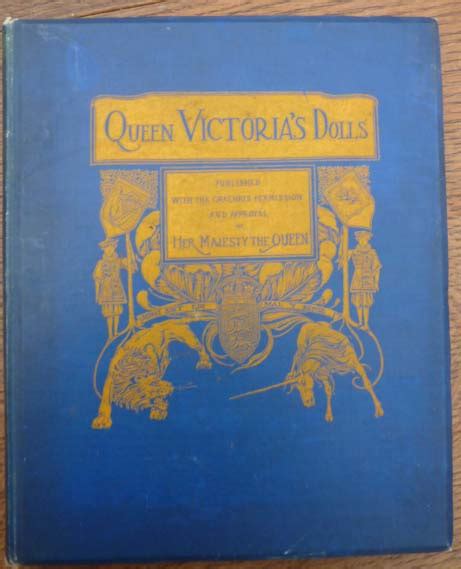 QUEEN VICTORIA'S DOLLS
PUBLISHED
WITH THE GRACIOUS PERMISSION
AND APPROVAL
OF
HER MAJESTY THE QUEEN